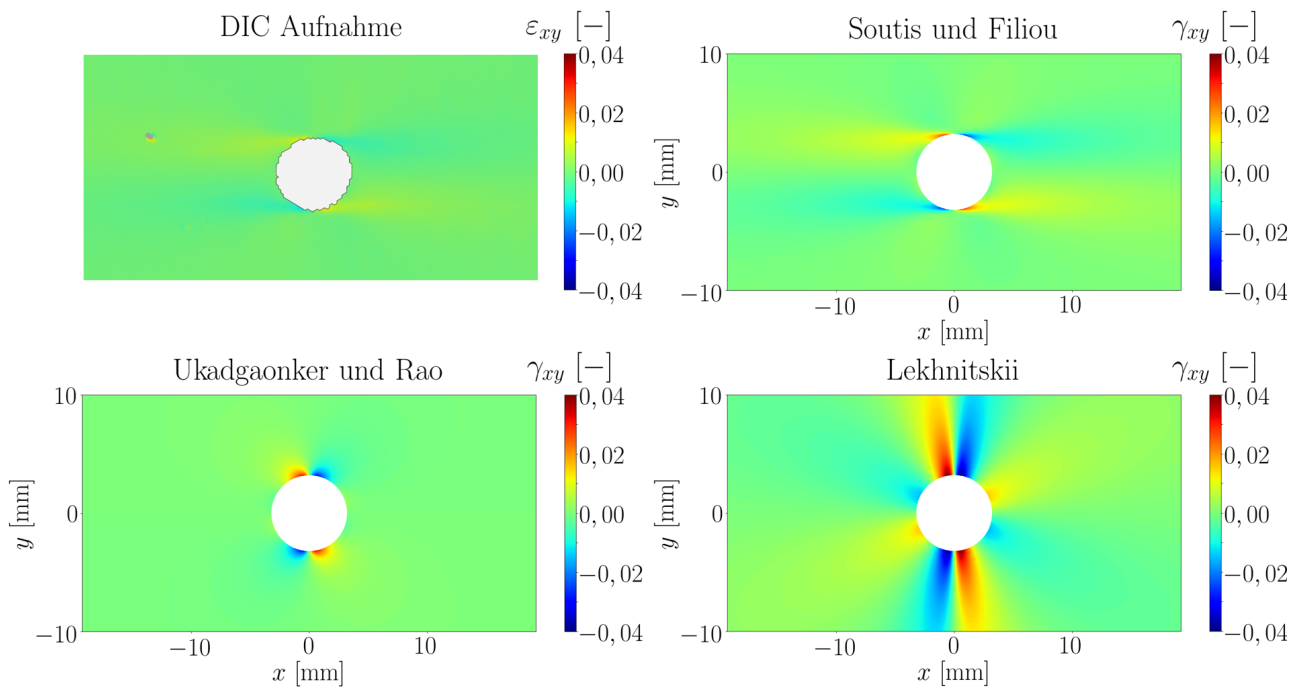 DIC Aufnahme
ε_xy [−]
0,04
0,02
0,00
−0,02
−0,04
Soutis und Filiou
γ_xy [−]
10
0
−10
y [mm]
−10 0 10
x [mm]
0,04
0,02
0,00
−0,02
−0,04
Ukadgaonker und Rao
γ_xy [−]
10
0
−10
y [mm]
−10 0 10
x [mm]
0,04
0,02
0,00
−0,02
−0,04
Lekhnitskii
γ_xy [−]
10
0
−10
y [mm]
−10 0 10
x [mm]
0,04
0,02
0,00
−0,02
−0,04